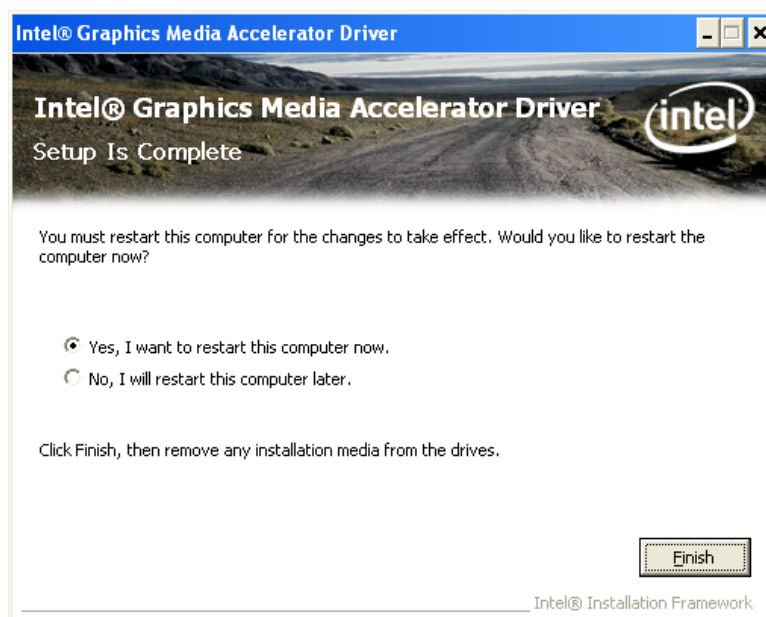 Intel® Graphics Media Accelerator Driver
Intel® Graphics Media Accelerator Driver
intel
Setup Is Complete
You must restart this computer for the changes to take effect. Would you like to restart the
computer now?
Yes, I want to restart this computer now.
No, I will restart this computer later.
Click Finish, then remove any installation media from the drives.
Finish
Intel® Installation Framework